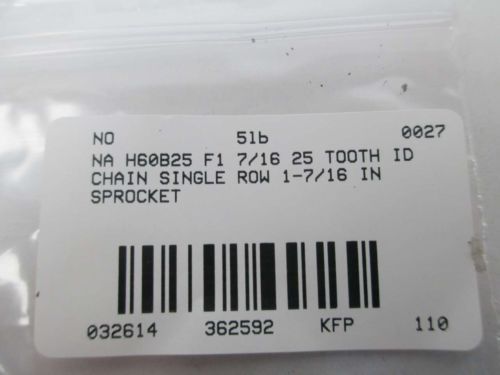 NO 5lb 0027
NA H60B25 F1 7/16 25 TOOTH ID
CHAIN SINGLE ROW 1-7/16 IN
SPROCKET
032614 362592 KFP 110